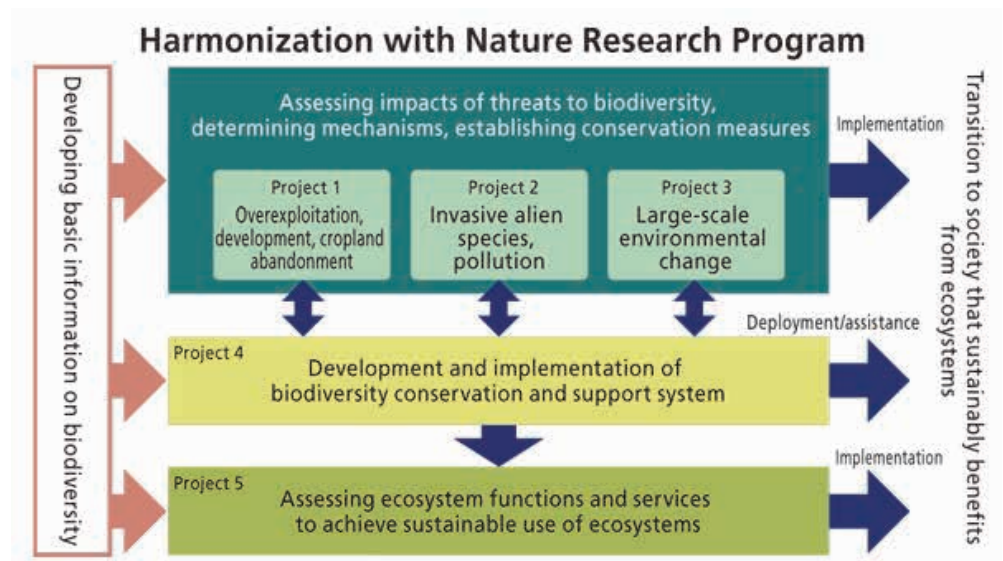 Harmonization with Nature Research Program
Developing basic information on biodiversity
Assessing impacts of threats to biodiversity,
determining mechanisms, establishing conservation measures
Project 1
Overexploitation,
development, cropland
abandonment
Project 2
Invasive alien
species,
pollution
Project 3
Large-scale
environmental
change
Implementation
Project 4
Development and implementation of
biodiversity conservation and support system
Deployment/assistance
Project 5
Assessing ecosystem functions and services
to achieve sustainable use of ecosystems
Implementation
Transition to society that sustainably benefits
from ecosystems